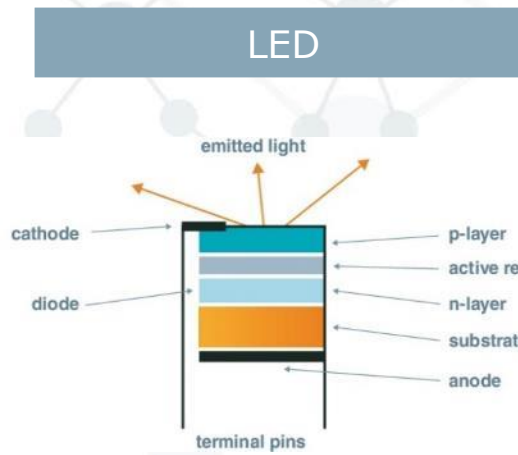 LED
emitted light
cathode
p-layer
active re
diode
n-layer
substrat
anode
terminal pins